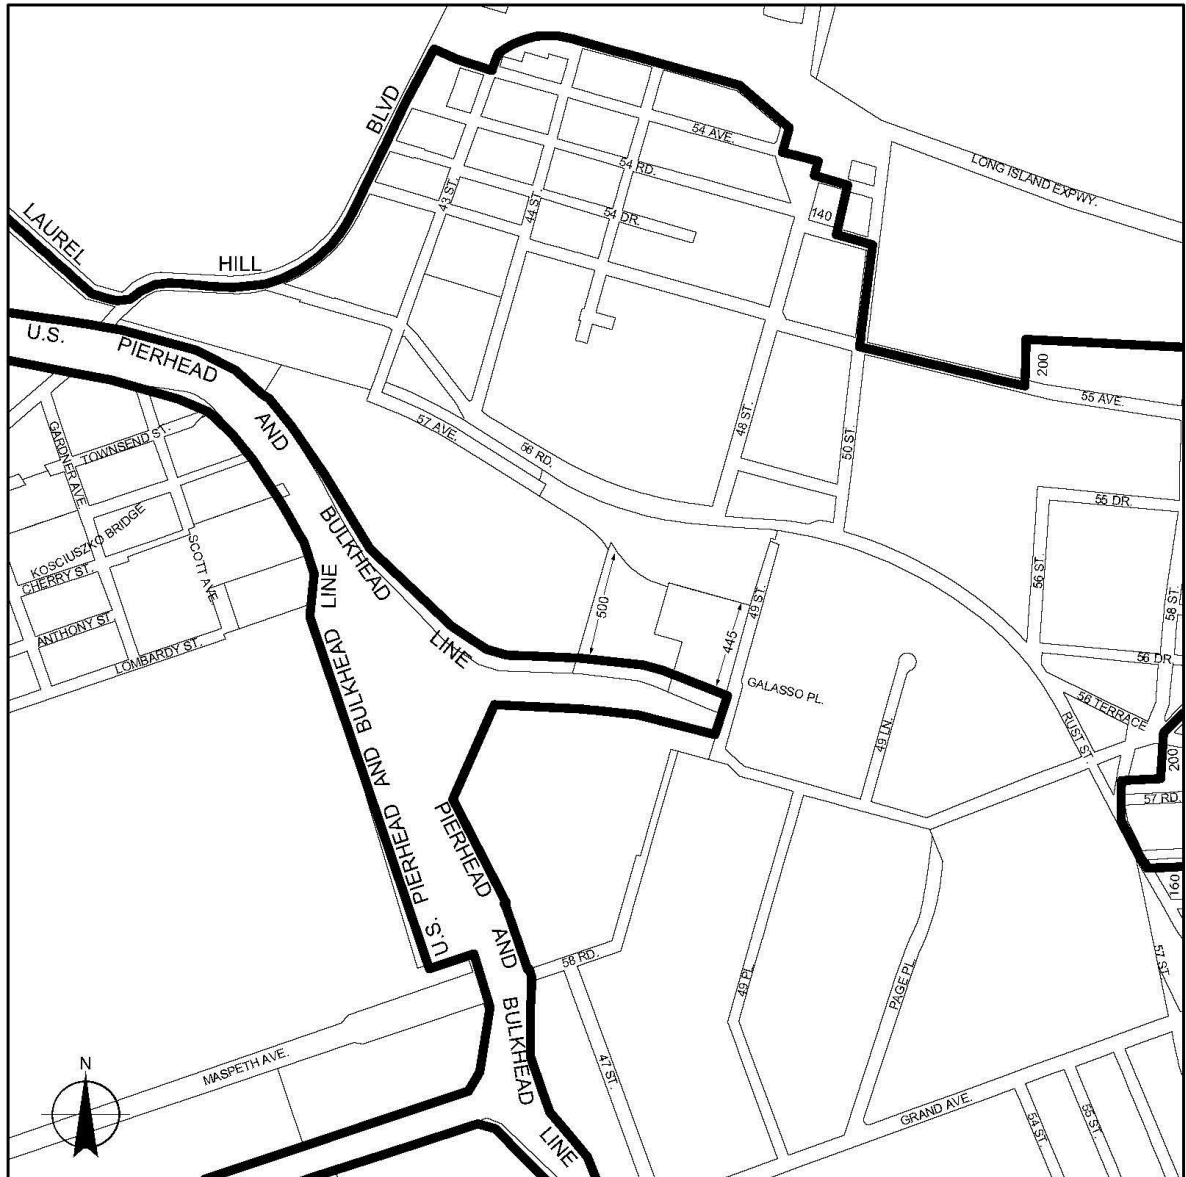 BLVD
54 AVE.
LONG ISLAND EXPWY.
54 RD.
43 ST.
44 ST.
140
54 DR.
LAUREL
HILL
U.S.
PIERHEAD
200
55 AVE.
AND
57 AVE.
48 ST.
50 ST.
GARDNER AVE.
TOWNSEND ST.
56 RD.
55 DR.
KOSCIUSZKO BRIDGE
BULKHEAD
SCOTT AVE.
CHERRY ST.
LINE
500
49 ST.
56 ST.
58 ST.
ANTHONY ST.
445
LOMBARDY ST.
LINE
56 DR.
GALASSO PL.
56 TERRACE
49 LN.
RUST ST.
200
57 RD.
U.S. PIERHEAD AND BULKHEAD
PIERHEAD
160
AND
58 RD.
57 ST.
49 PL.
PAGE PL.
BULKHEAD
N
MASPETH AVE.
47 ST.
GRAND AVE.
54 ST.
55 ST.
LINE